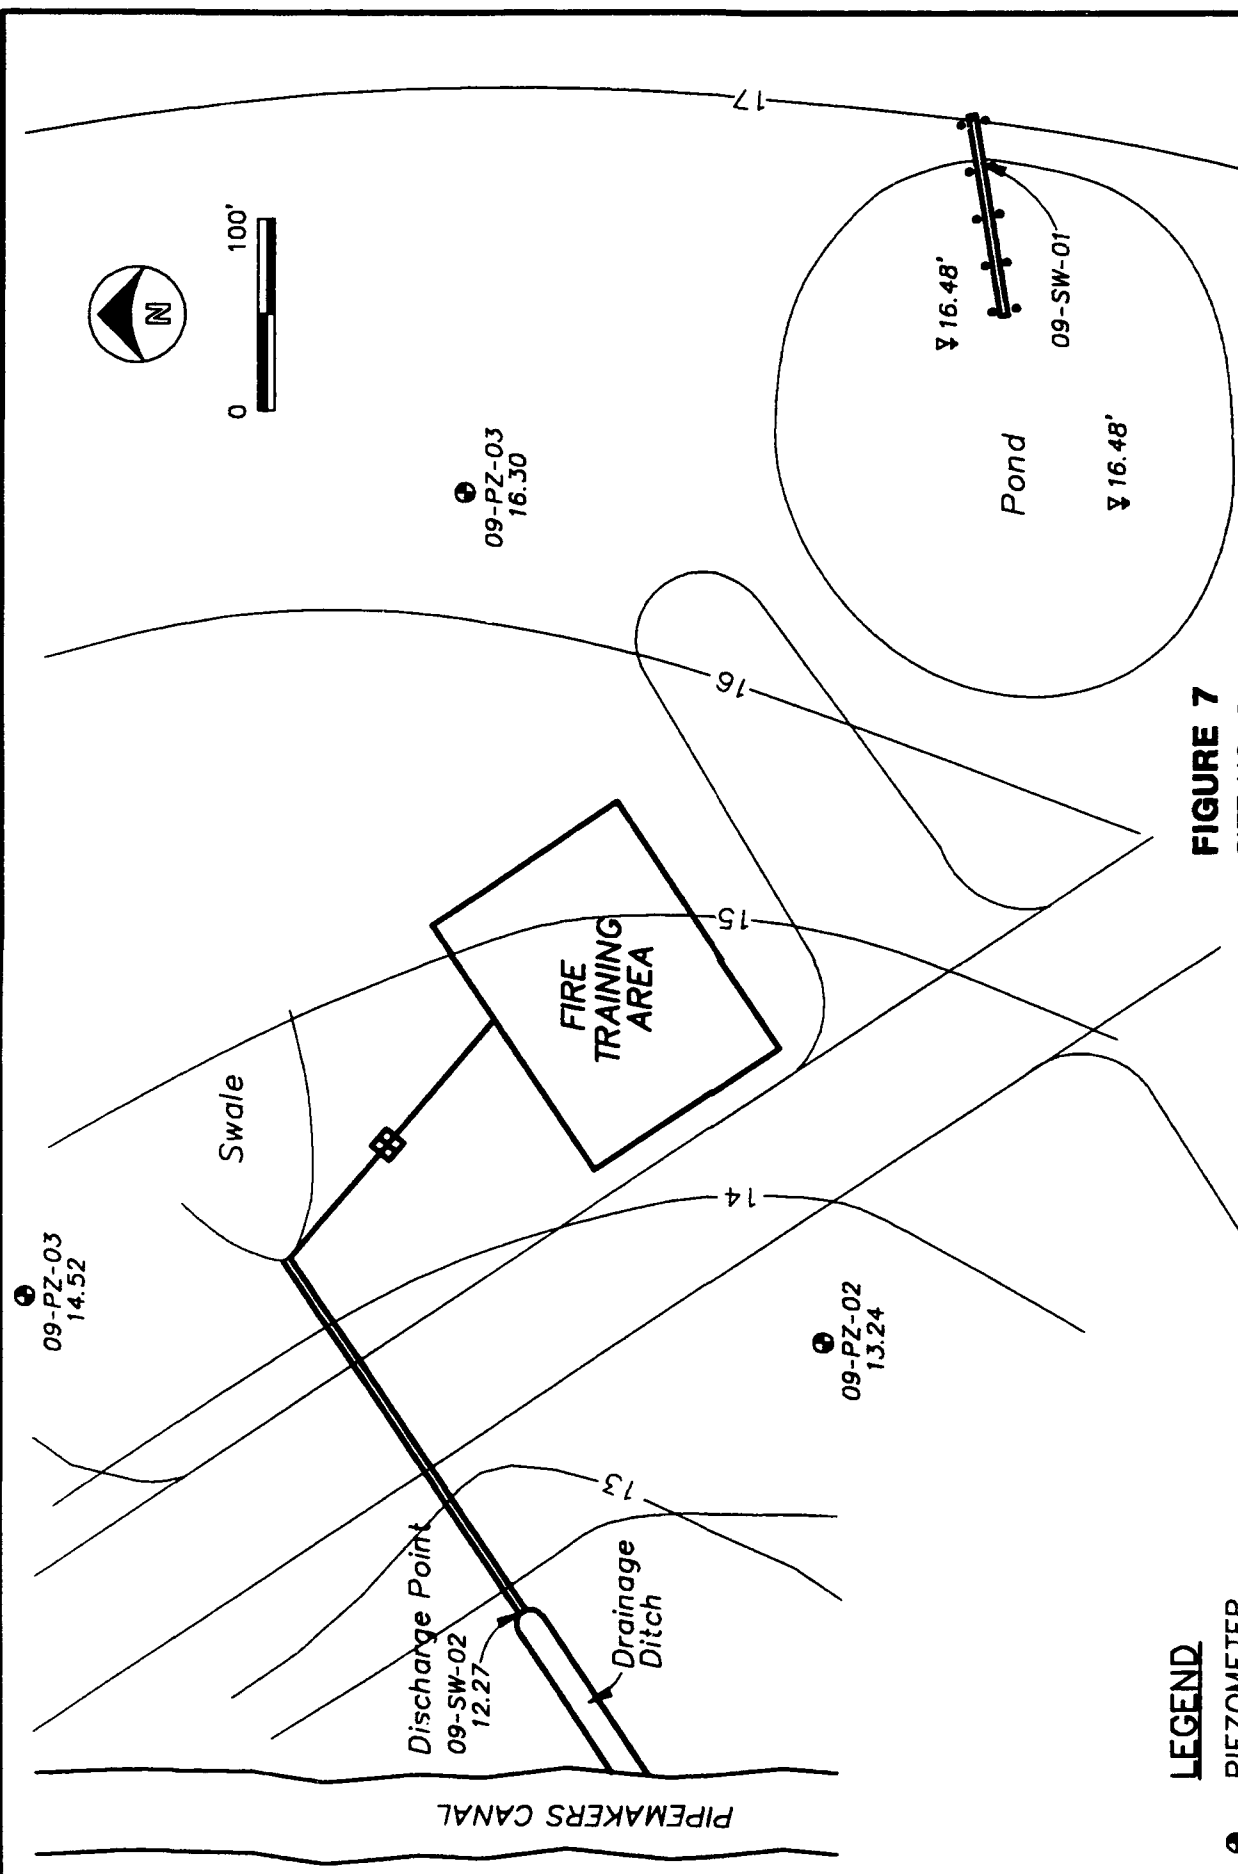 17
100'
0
N
09-PZ-03
16.30
16.48'
09-SW-01
Pond
16.48'
16
FIRE
TRAINING
AREA
15
Swale
14
09-PZ-03
14.52
09-PZ-02
13.24
13
Discharge Point
09-SW-02
12.27
Drainage
Ditch
PIPEMAKERS CANAL
FIGURE 7
LEGEND
PIEZOMETER